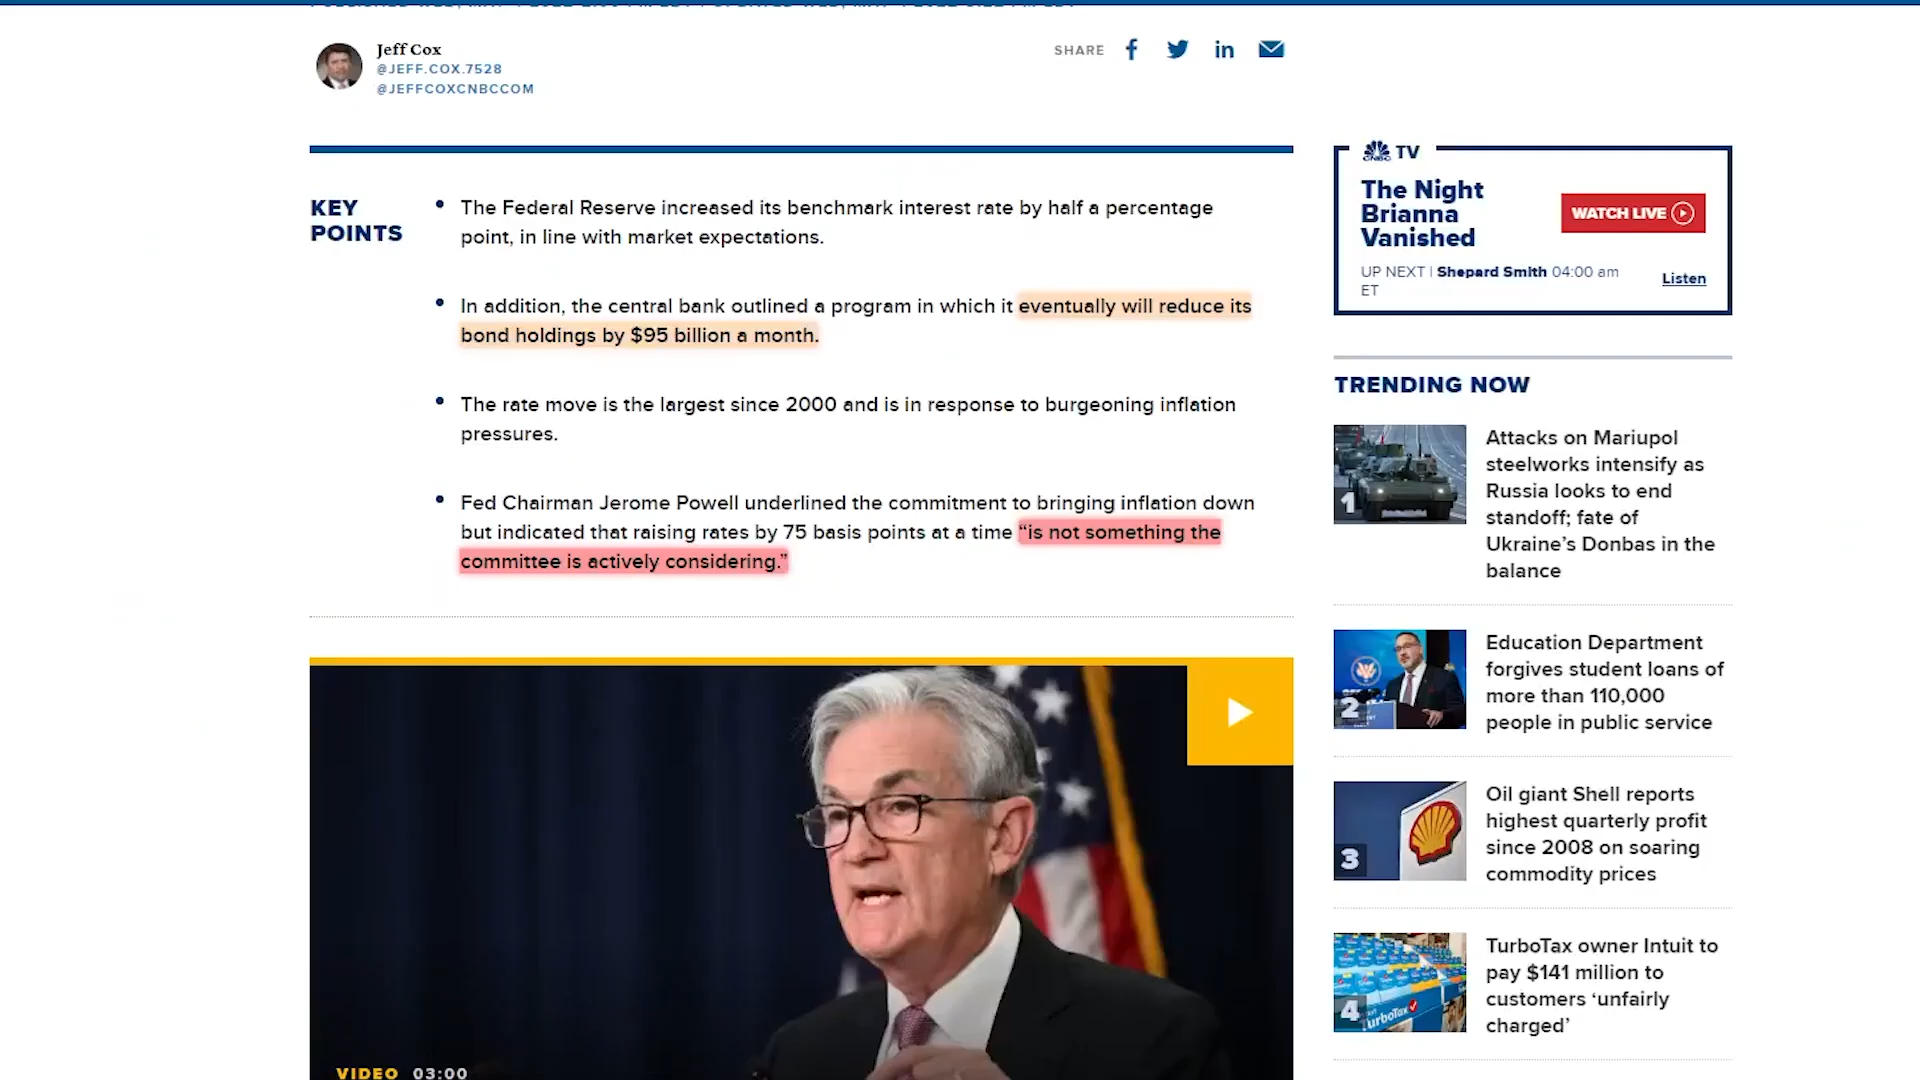 Jeff Cox
@JEFF.COX.7528
@JEFFCOXCNBCCOM
SHARE
KEY
POINTS
The Federal Reserve increased its benchmark interest rate by half a percentage
point, in line with market expectations.
In addition, the central bank outlined a program in which it eventually will reduce its
bond holdings by $95 billion a month.
The rate move is the largest since 2000 and is in response to burgeoning inflation
pressures.
Fed Chairman Jerome Powell underlined the commitment to bringing inflation down
but indicated that raising rates by 75 basis points at a time “is not something the
committee is actively considering.”
VIDEO 03:00
CNBC TV
The Night
Brianna
Vanished
WATCH LIVE
UP NEXT | Shepard Smith 04:00 am
ET
Listen
TRENDING NOW
1
Attacks on Mariupol
steelworks intensify as
Russia looks to end
standoff; fate of
Ukraine’s Donbas in the
balance
2
Education Department
forgives student loans of
more than 110,000
people in public service
3
Oil giant Shell reports
highest quarterly profit
since 2008 on soaring
commodity prices
4
TurboTax
TurboTax owner Intuit to
pay $141 million to
customers ‘unfairly
charged’